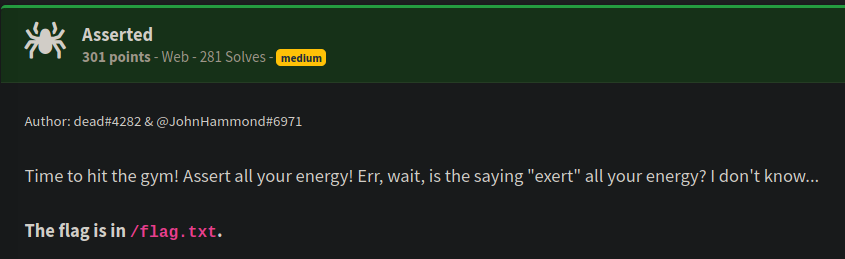 Asserted
301 points - Web - 281 Solves - medium
Author: dead#4282 & @JohnHammond#6971
Time to hit the gym! Assert all your energy! Err, wait, is the saying "exert" all your energy? I don't know...
The flag is in /flag.txt.